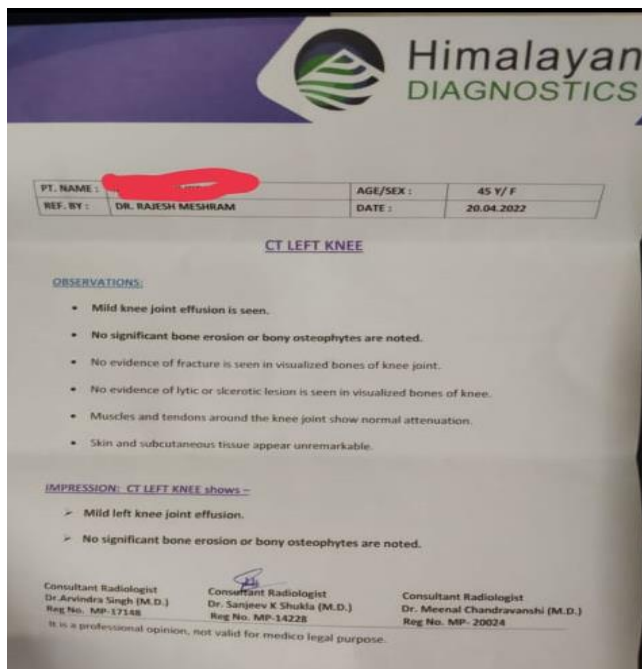 Himalayan
DIAGNOSTICS
PT. NAME :
AGE/SEX : 45 Y/ F
REF. BY : DR. RAJESH MESHRAM DATE : 20.04.2022
CT LEFT KNEE
OBSERVATIONS:
• Mild knee joint effusion is seen.
• No significant bone erosion or bony osteophytes are noted.
• No evidence of fracture is seen in visualized bones of knee joint.
• No evidence of lytic or slcerotic lesion is seen in visualized bones of knee.
• Muscles and tendons around the knee joint show normal attenuation.
• Skin and subcutaneous tissue appear unremarkable.
IMPRESSION: CT LEFT KNEE shows –
➢ Mild left knee joint effusion.
➢ No significant bone erosion or bony osteophytes are noted.
Consultant Radiologist
Dr.Arvindra Singh (M.D.)
Reg No. MP-17148
Consultant Radiologist
Dr. Sanjeev K Shukla (M.D.)
Reg No. MP-14228
Consultant Radiologist
Dr. Meenal Chandravanshi (M.D.)
Reg No. MP- 20024
It is a professional opinion, not valid for medico legal purpose.